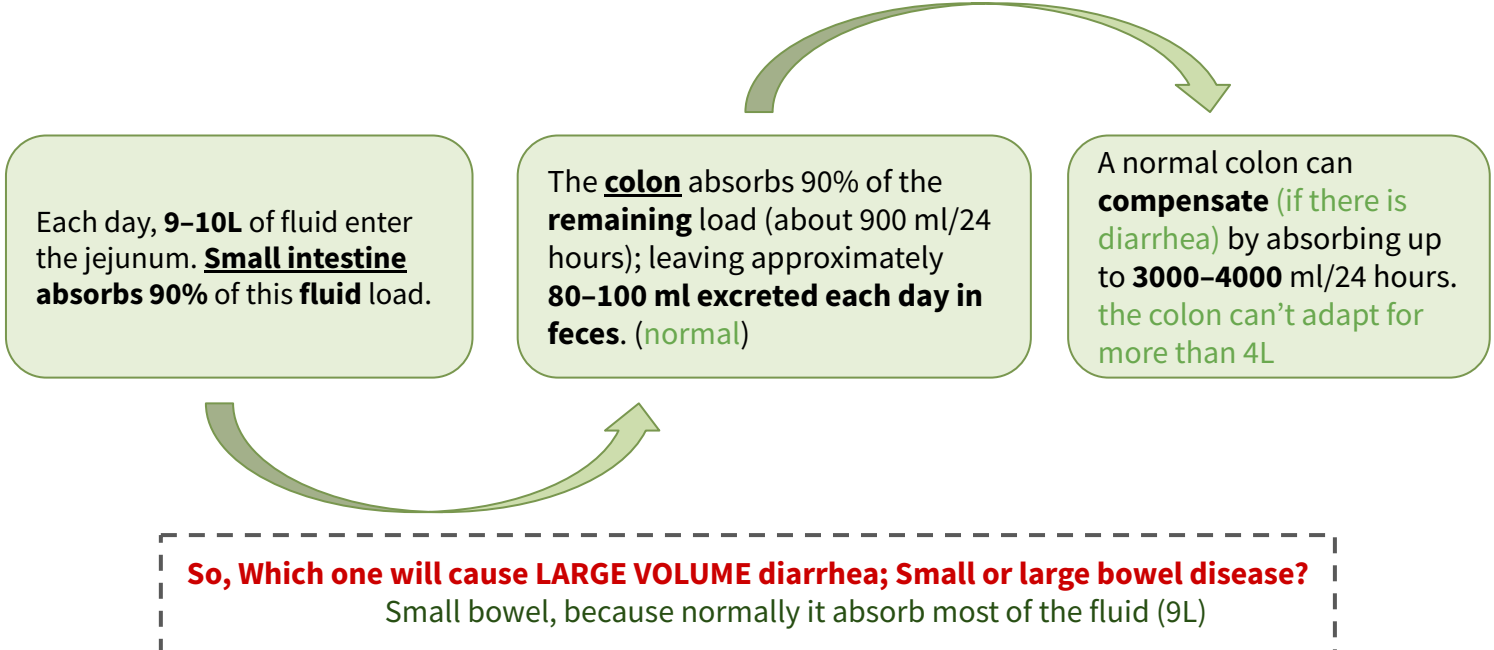 Each day, 9–10L of fluid enter
the jejunum. Small intestine
absorbs 90% of this fluid load.
The colon absorbs 90% of the
remaining load (about 900 ml/24
hours); leaving approximately
80–100 ml excreted each day in
feces. (normal)
A normal colon can
compensate (if there is
diarrhea) by absorbing up
to 3000–4000 ml/24 hours.
the colon can’t adapt for
more than 4L
So, Which one will cause LARGE VOLUME diarrhea; Small or large bowel disease?
Small bowel, because normally it absorb most of the fluid (9L)